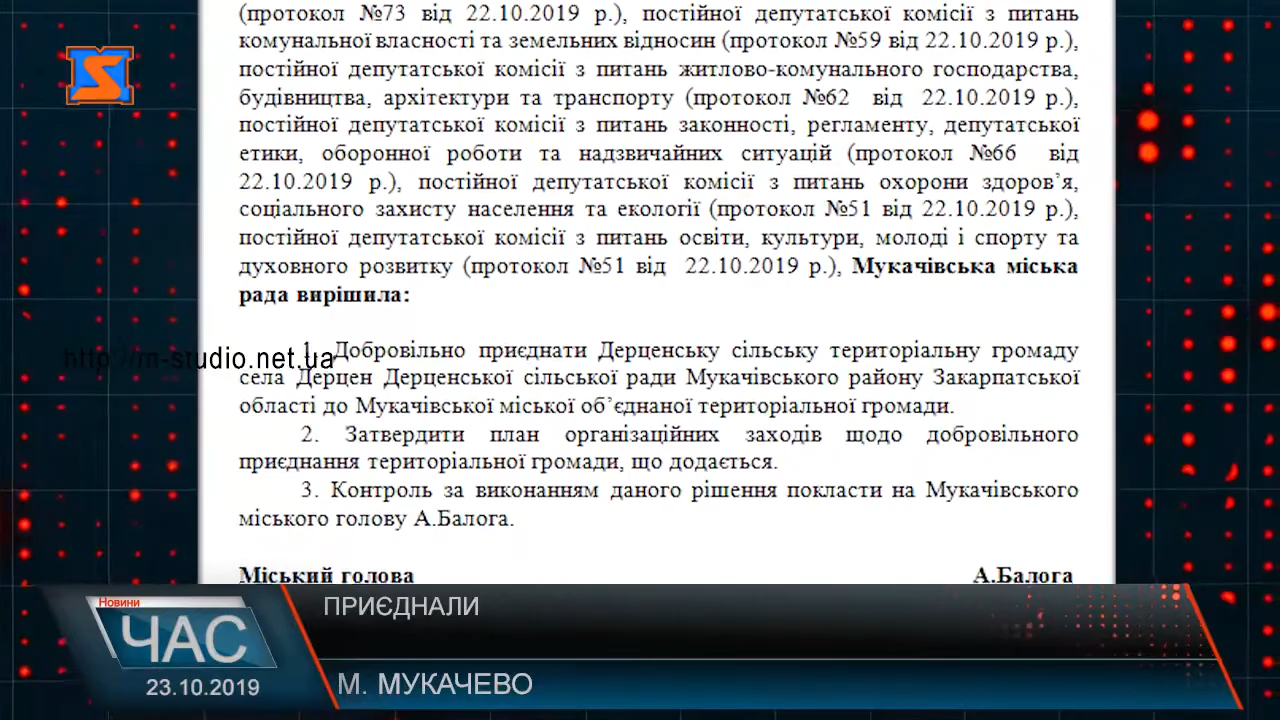 (протокол №73 від 22.10.2019 р.), постійної депутатської комісії з питань
комунальної власності та земельних відносин (протокол №59 від 22.10.2019 р.),
постійної депутатської комісії з питань житлово-комунального господарства,
будівництва, архітектури та транспорту (протокол №62 від 22.10.2019 р.),
постійної депутатської комісії з питань законності, регламенту, депутатської
етики, оборонної роботи та надзвичайних ситуацій (протокол №66 від
22.10.2019 р.), постійної депутатської комісії з питань охорони здоров’я,
соціального захисту населення та екології (протокол №51 від 22.10.2019 р.),
постійної депутатської комісії з питань освіти, культури, молоді і спорту та
духовного розвитку (протокол №51 від 22.10.2019 р.), Мукачівська міська
рада вирішила:
http://m-studio.net.ua
1. Добровільно приєднати Дерценську сільську територіальну громаду
села Дерцен Дерценської сільської ради Мукачівського району Закарпатської
області до Мукачівської міської об’єднаної територіальної громади.
2. Затвердити план організаційних заходів щодо добровільного
приєднання територіальної громади, що додається.
3. Контроль за виконанням даного рішення покласти на Мукачівського
міського голову А.Балога.
Міський голова А.Балога
Новини
ЧАС
23.10.2019
ПРИЄДНАЛИ
М. МУКАЧЕВО